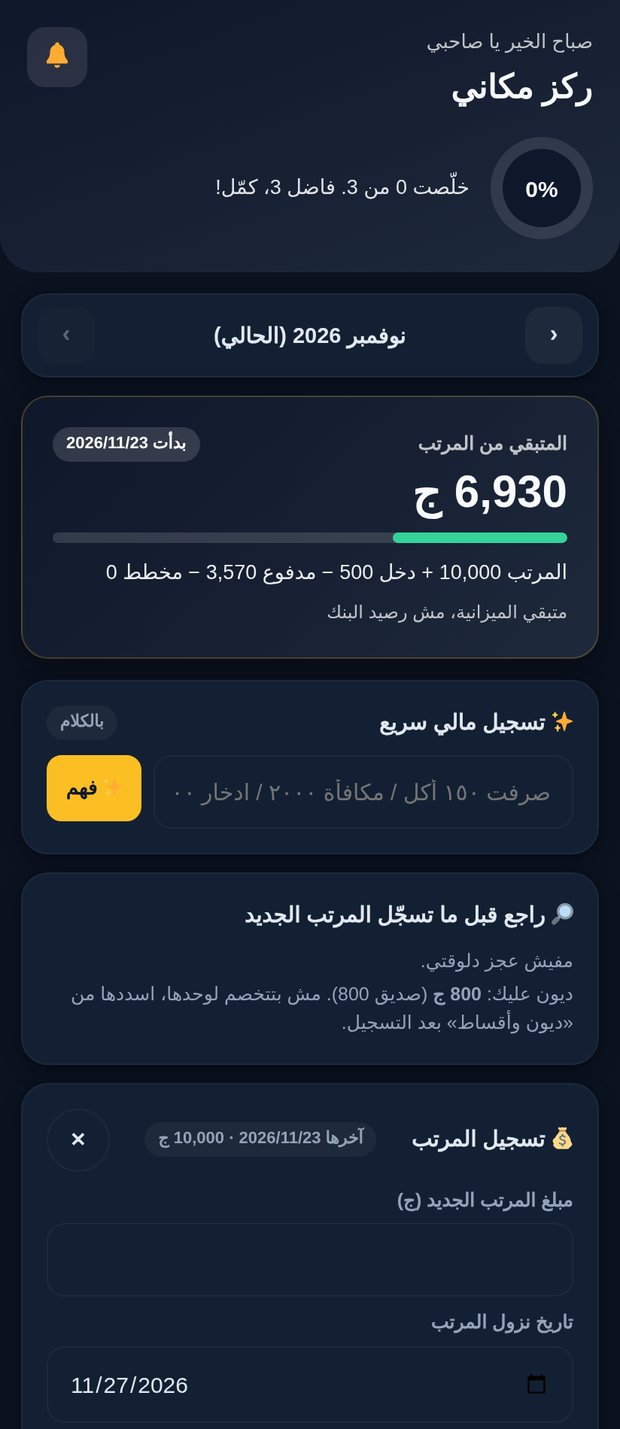 صباح الخير يا صاحبي
ركز مكاني
0%
خلّصت 0 من 3. فاضل 3، كمّل!
نوفمبر 2026 (الحالي)
المتبقي من المرتب
بدأت 2026/11/23
6,930 ج
المرتب 10,000 + دخل 500 − مدفوع 3,570 − مخطط 0
متبقي الميزانية، مش رصيد البنك
✨ تسجيل مالي سريع
بالكلام
صرفت ١٥٠ أكل / مكافأة ٢٠٠٠ / ادخار ٠٠
✨ فهم
🔎 راجع قبل ما تسجّل المرتب الجديد
مفيش عجز دلوقتي.
ديون عليك: 800 ج (صديق 800). مش بتتخصم لوحدها، اسددها من
«ديون وأقساط» بعد التسجيل.
💰 تسجيل المرتب
آخرها 2026/11/23 · 10,000 ج
✕
مبلغ المرتب الجديد (ج)
تاريخ نزول المرتب
11/27/2026